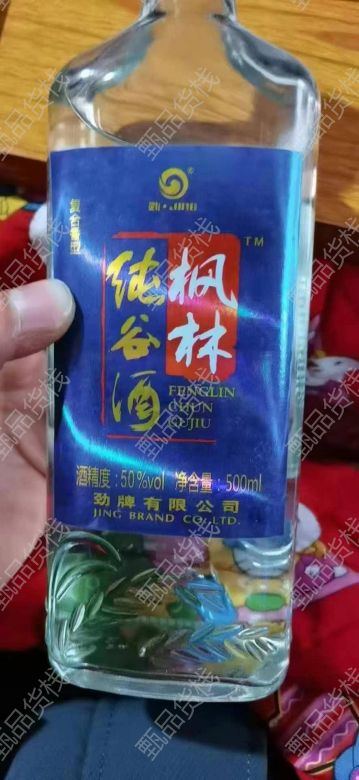 劲·JING
TM
复合香型
枫林
纯谷酒
FENGLIN
CHUN
GUJIU
酒精度：50%vol 净含量：500ml
劲牌有限公司
JING BRAND CO.,LTD.
甄品货栈